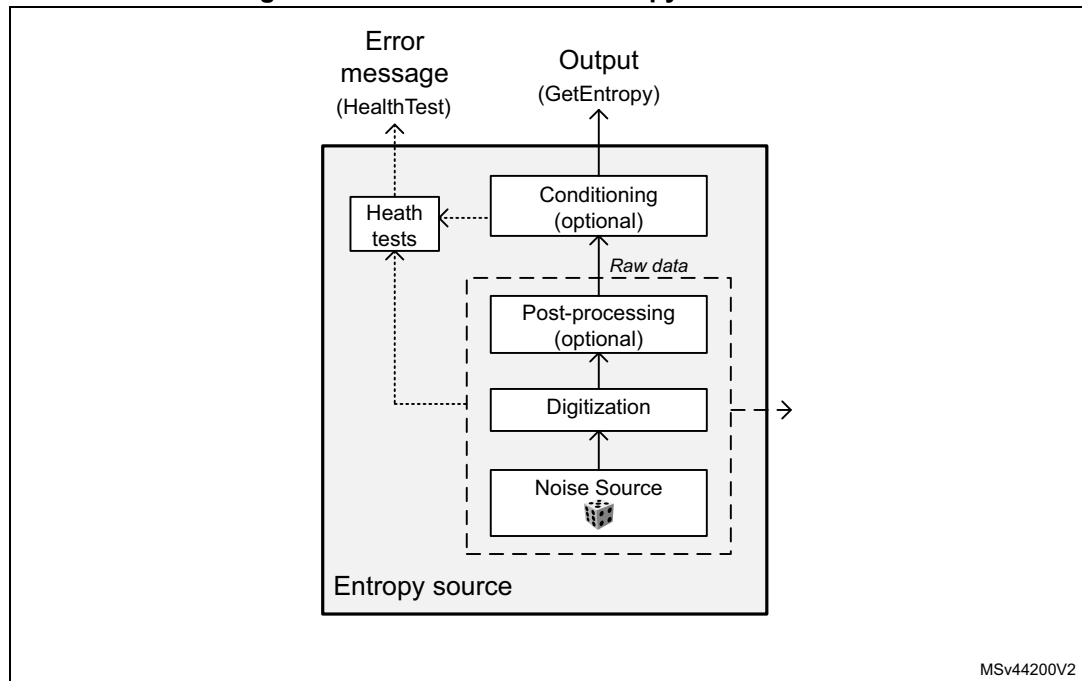 Error
message
(HealthTest)
Output
(GetEntropy)
Conditioning
(optional)
Heath
tests
Raw data
Post-processing
(optional)
Digitization
Noise Source
Entropy source
MSv44200V2